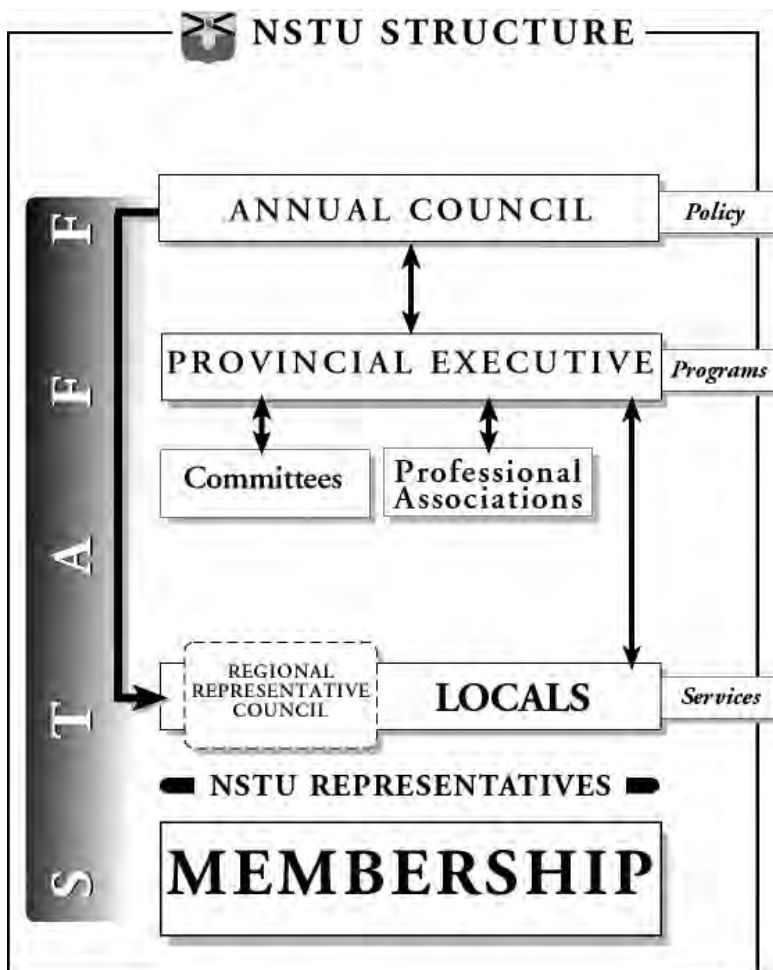 NSTU STRUCTURE
ANNUAL COUNCIL
Policy
PROVINCIAL EXECUTIVE
Programs
Committees
Professional
Associations
REGIONAL
REPRESENTATIVE
COUNCIL
LOCALS
Services
NSTU REPRESENTATIVES
MEMBERSHIP
STAFF